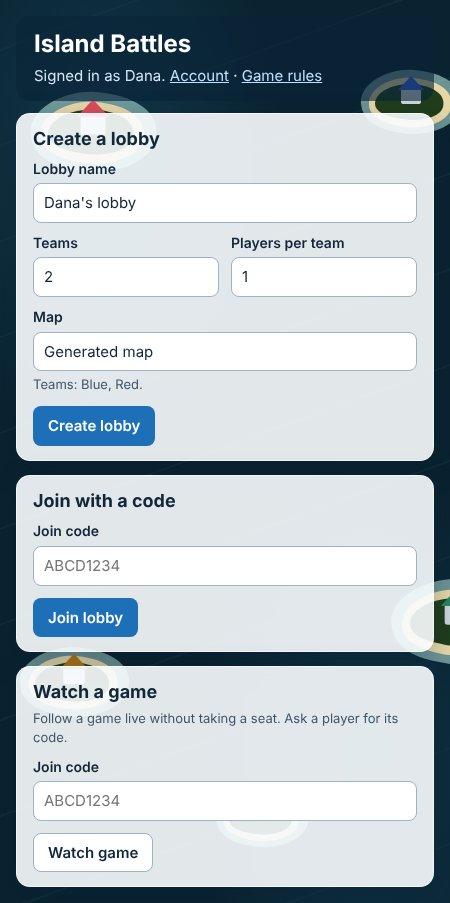 Island Battles
Signed in as Dana. Account · Game rules
Create a lobby
Lobby name
Dana's lobby
Teams
Players per team
2
1
Map
Generated map
Teams: Blue, Red.
Create lobby
Join with a code
Join code
ABCD1234
Join lobby
Watch a game
Follow a game live without taking a seat. Ask a player for its
code.
Join code
ABCD1234
Watch game